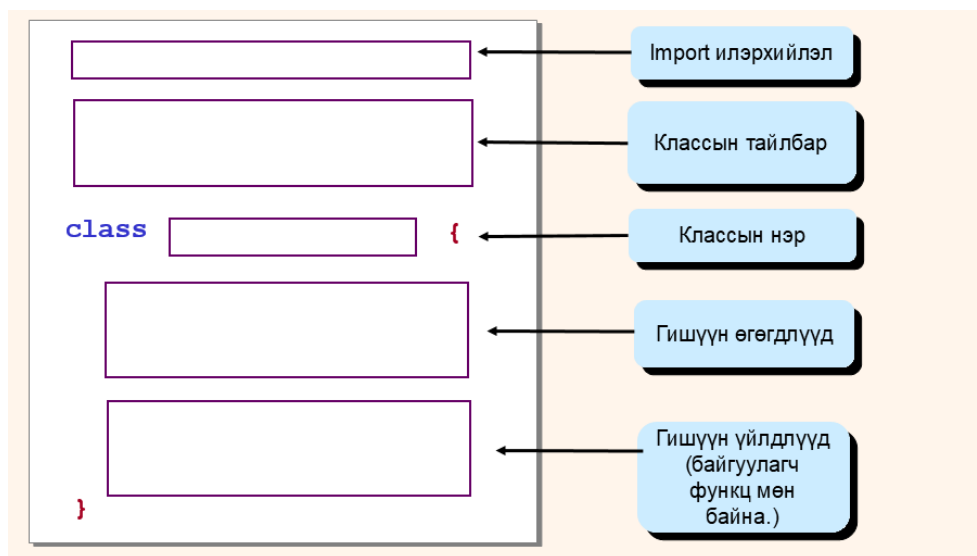 Import илэрхийлэл
Классын тайлбар
class {
Классын нэр
Гишүүн өгөгдлүүд
Гишүүн үйлдлүүд
(байгуулагч
функц мөн
байна.)
}